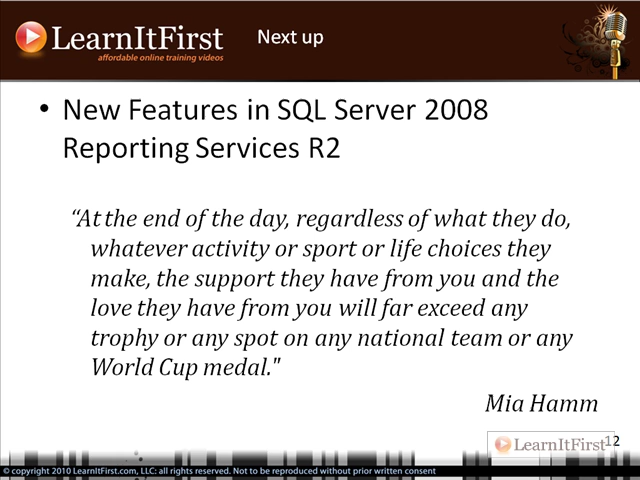 LearnItFirst
affordable online training videos
Next up
• New Features in SQL Server 2008
Reporting Services R2
“At the end of the day, regardless of what they do,
whatever activity or sport or life choices they
make, the support they have from you and the
love they have from you will far exceed any
trophy or any spot on any national team or any
World Cup medal."
Mia Hamm
LearnItFirst
12
© copyright 2010 LearnItFirst.com, LLC: all rights reserved. Not to be reproduced without prior written consent